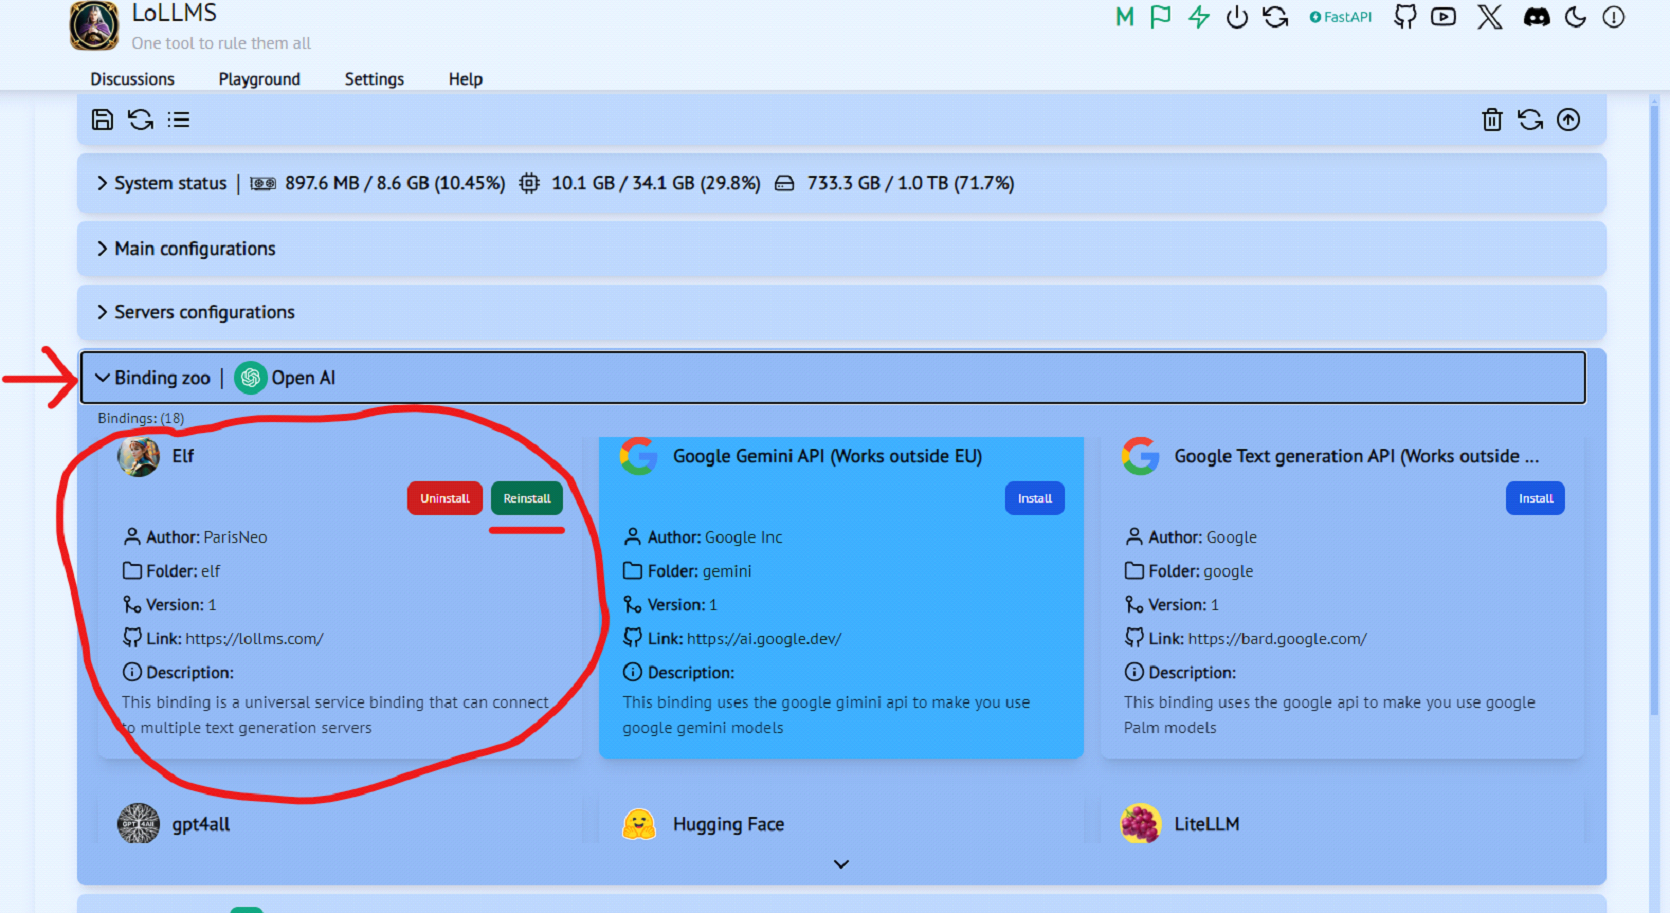 LoLLMS
One tool to rule them all
M FastAPI
Discussions Playground Settings Help
System status | 897.6 MB / 8.6 GB (10.45%) 10.1 GB / 34.1 GB (29.8%) 733.3 GB / 1.0 TB (71.7%)
Main configurations
Servers configurations
Binding zoo | Open AI
Bindings: (18)
Elf
Uninstall Reinstall
Author: ParisNeo
Folder: elf
Version: 1
Link: https://lollms.com/
Description:
This binding is a universal service binding that can connect
to multiple text generation servers
Google Gemini API (Works outside EU)
Install
Author: Google Inc
Folder: gemini
Version: 1
Link: https://ai.google.dev/
Description:
This binding uses the google gimini api to make you use
google gemini models
Google Text generation API (Works outside ...
Install
Author: Google
Folder: google
Version: 1
Link: https://bard.google.com/
Description:
This binding uses the google api to make you use google
Palm models
GPT4All
gpt4all
Hugging Face
LiteLLM